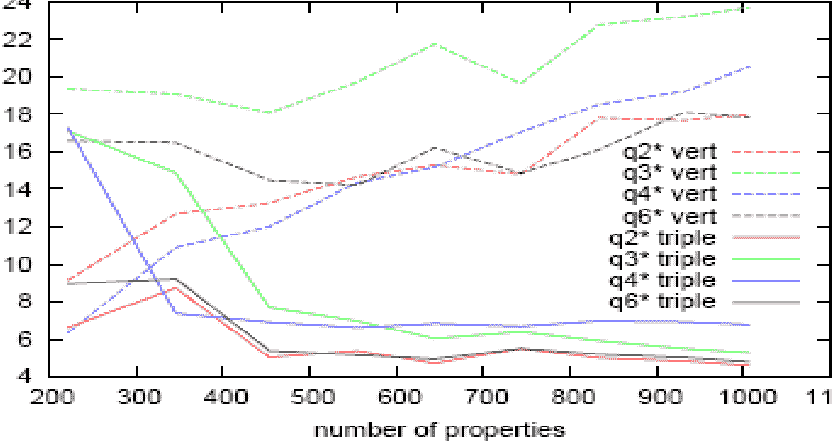 24
22
20
18
16
14
12
10
8
6
4
q2* vert
q3* vert
q4* vert
q6* vert
q2* triple
q3* triple
q4* triple
q6* triple
200 300 400 500 600 700 800 900 1000 11
number of properties